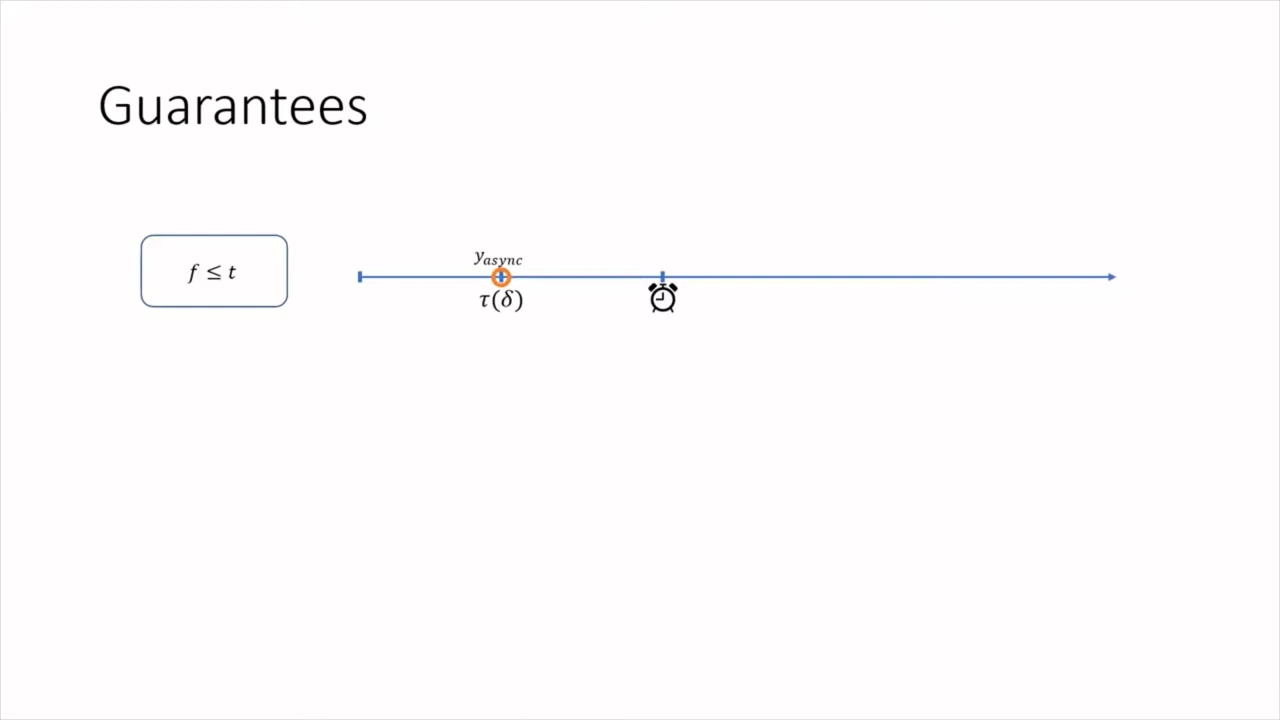 Guarantees
f ≤ t
y_async
τ(δ)